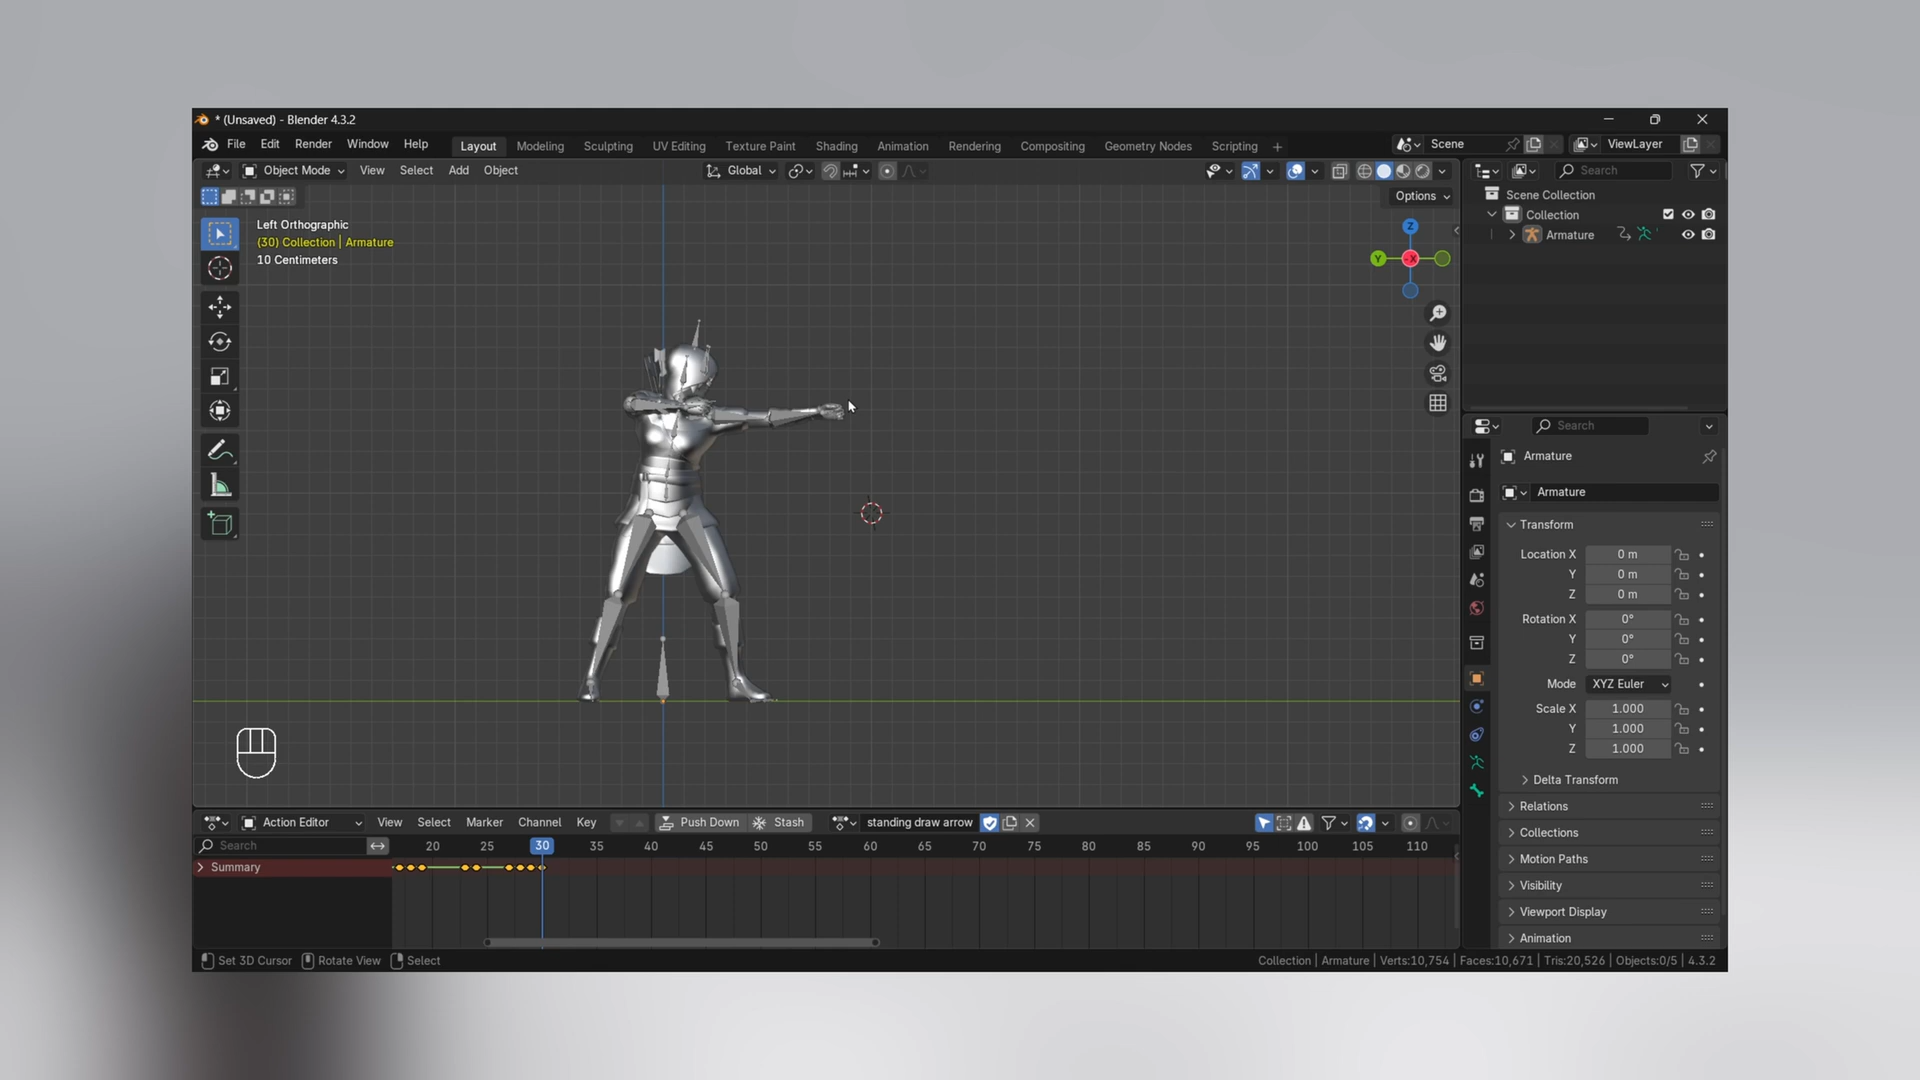 * (Unsaved) - Blender 4.3.2
File Edit Render Window Help Layout Modeling Sculpting UV Editing Texture Paint Shading Animation Rendering Compositing Geometry Nodes Scripting + Scene ViewLayer
Object Mode View Select Add Object Global Search
Options
Left Orthographic
(30) Collection | Armature
10 Centimeters
Z
Y
-X
Scene Collection
Collection
Armature
Search
Armature
Armature
Transform
Location X 0 m
Y 0 m
Z 0 m
Rotation X 0°
Y 0°
Z 0°
Mode XYZ Euler
Scale X 1.000
Y 1.000
Z 1.000
Delta Transform
Relations
Collections
Motion Paths
Visibility
Viewport Display
Animation
Action Editor View Select Marker Channel Key Push Down Stash standing draw arrow
Search 20 25 30 35 40 45 50 55 60 65 70 75 80 85 90 95 100 105 110
Summary
Set 3D Cursor Rotate View Select Collection | Armature | Verts:10,754 | Faces:10,671 | Tris:20,526 | Objects:0/5 | 4.3.2